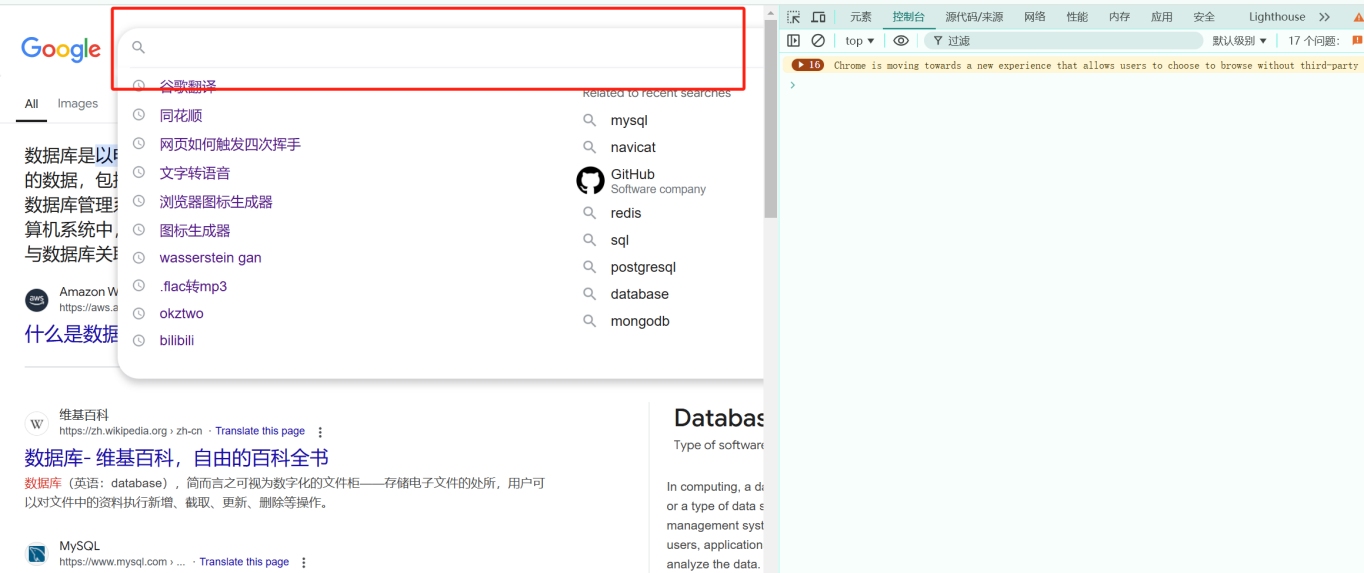 Google
All Images
谷歌翻译
同花顺
网页如何触发四次挥手
文字转语音
浏览器图标生成器
图标生成器
wasserstein gan
.flac转mp3
okztwo
bilibili
Related to recent searches
mysql
navicat
GitHub
Software company
redis
sql
postgresql
database
mongodb
数据库是以
的数据，包
数据库管理
算机系统中，
与数据库关
aws
Amazon W
https://aws.a
什么是数据
W
维基百科
https://zh.wikipedia.org › zh-cn · Translate this page
数据库- 维基百科，自由的百科全书
数据库（英语：database），简而言之可视为数字化的文件柜——存储电子文件的处所，用户可
以对文件中的资料执行新增、截取、更新、删除等操作。
MySQL
https://www.mysql.com › ... · Translate this page
Databas
Type of software
In computing, a da
or a type of data s
management syst
users, application
analyze the data.
元素 控制台 源代码/来源 网络 性能 内存 应用 安全 Lighthouse
top 过滤 默认级别 17 个问题:
16 Chrome is moving towards a new experience that allows users to choose to browse without third-party